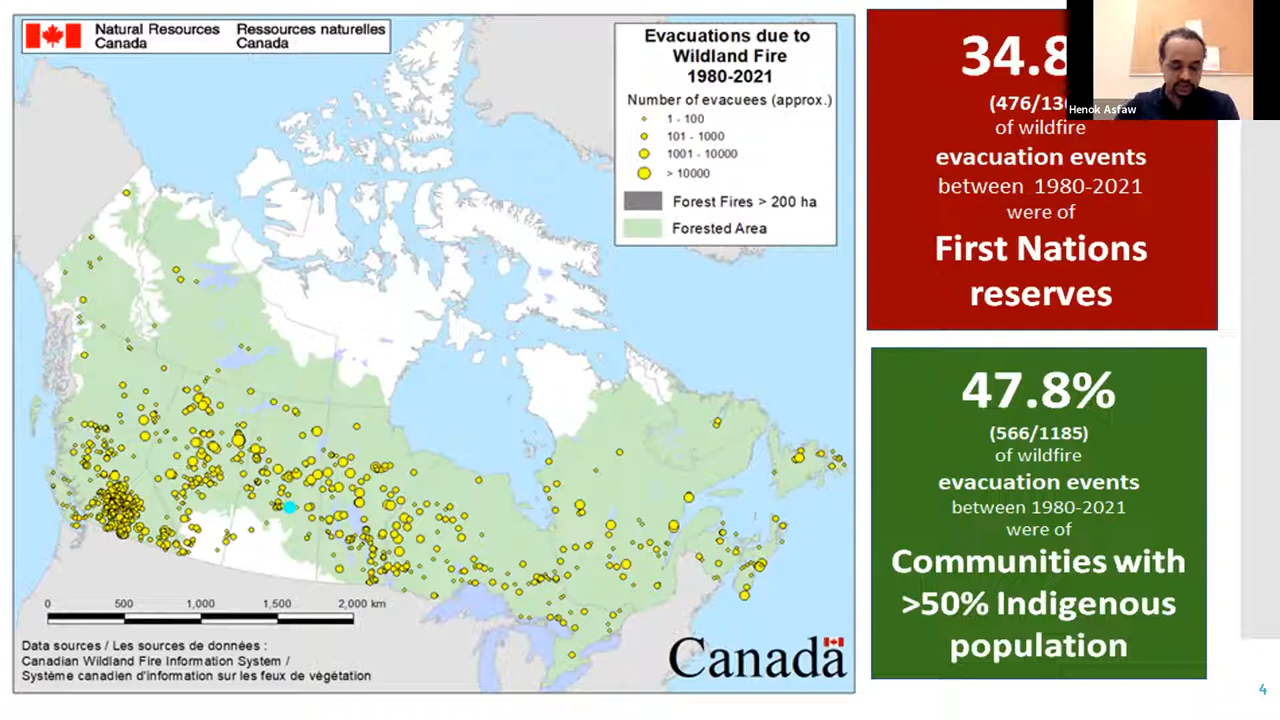 Natural Resources Canada
Ressources naturelles Canada
Evacuations due to
Wildland Fire
1980-2021
Number of evacuees (approx.)
1 - 100
101 - 1000
1001 - 10000
> 10000
Forest Fires > 200 ha
Forested Area
0 500 1,000 1,500 2,000 km
Data sources / Les sources de données :
Canadian Wildland Fire Information System /
Système canadien d'information sur les feux de végétation
Canada
34.8
(476/13
of wildfire
evacuation events
between 1980-2021
were of
First Nations
reserves
Henok Asfaw
47.8%
(566/1185)
of wildfire
evacuation events
between 1980-2021
were of
Communities with
>50% Indigenous
population
4